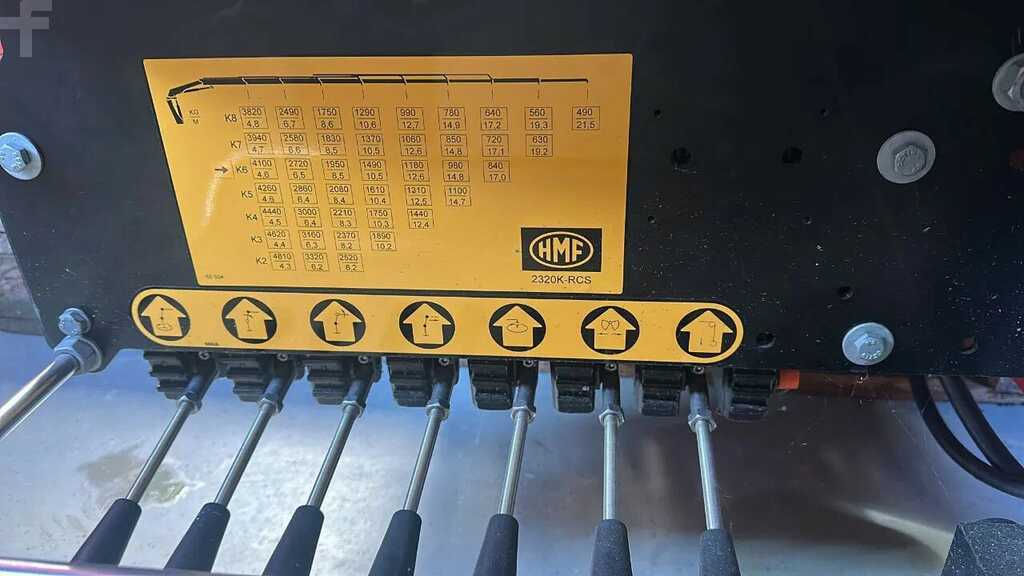 KG
M
K8 3820 2490 1750 1290 990 780 640 560 490
4,8 6,7 8,6 10,6 12,7 14,9 17,2 19,3 21,5
K7 3940 2580 1830 1370 1060 850 720 630
4,7 6,6 8,5 10,5 12,6 14,8 17,1 19,2
K6 4100 2720 1950 1490 1180 980 840
4,6 6,5 8,5 10,5 12,6 14,8 17,0
K5 4260 2860 2080 1610 1310 1100
4,6 6,4 8,4 10,4 12,5 14,7
K4 4440 3000 2210 1750 1440
4,5 6,4 8,3 10,3 12,4
K3 4620 3160 2370 1890
4,4 6,3 8,2 10,2
K2 4810 3320 2520
4,3 6,2 8,2
HMF
2320K-RCS